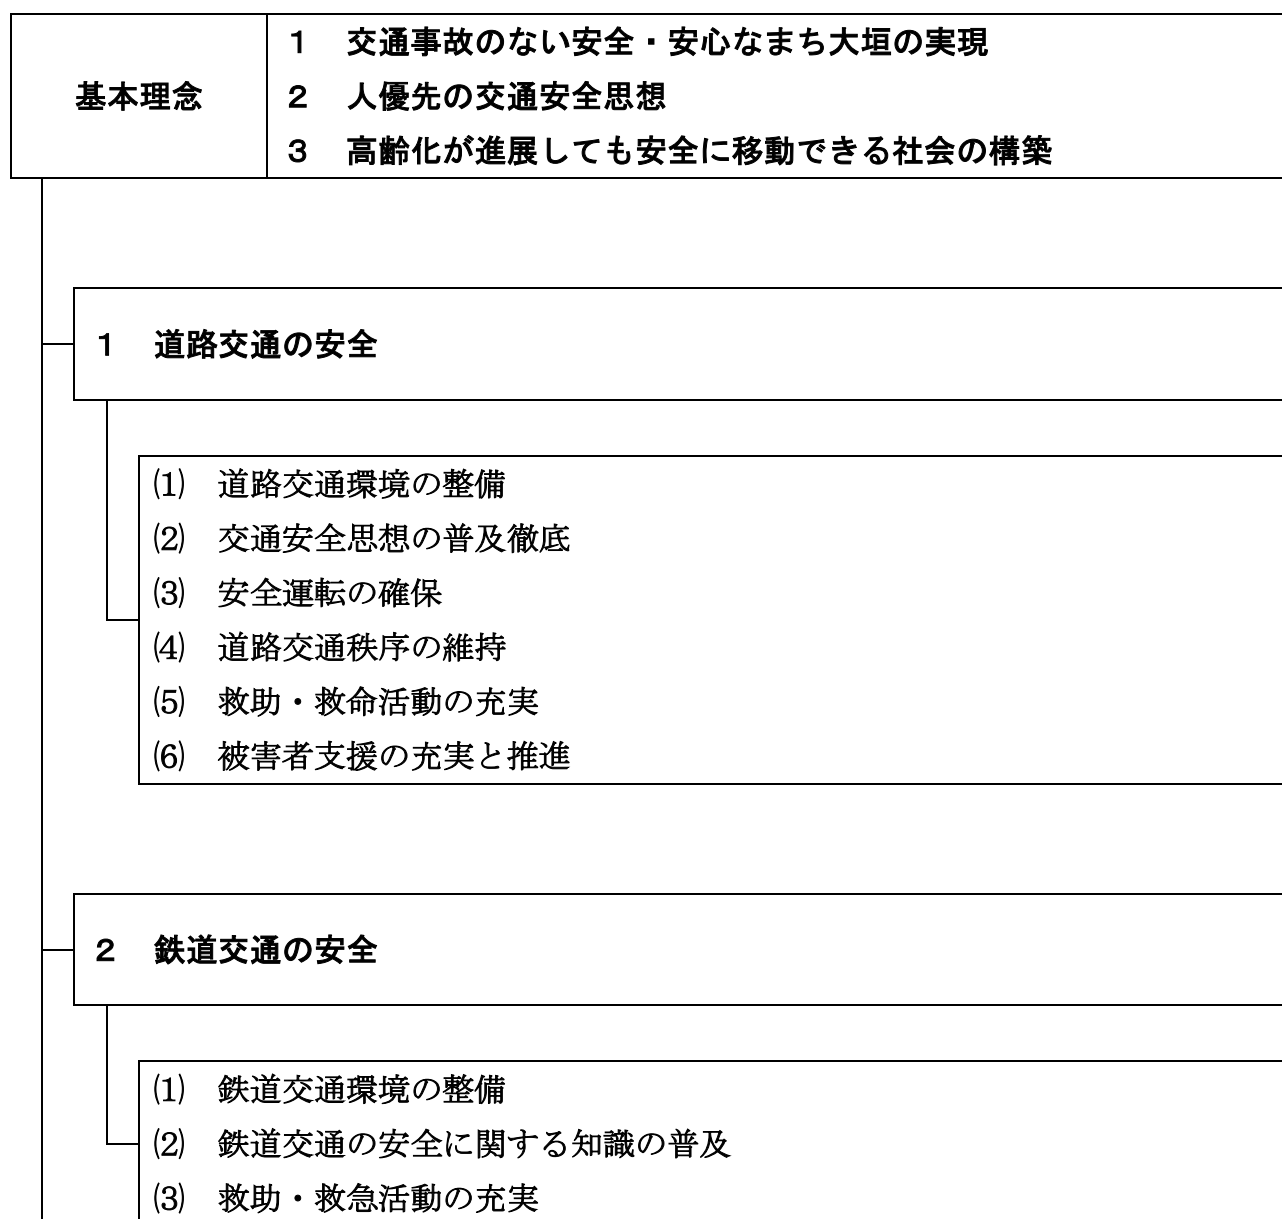 基本理念
１　交通事故のない安全・安心なまち大垣の実現
２　人優先の交通安全思想
３　高齢化が進展しても安全に移動できる社会の構築
１　道路交通の安全
⑴　道路交通環境の整備
⑵　交通安全思想の普及徹底
⑶　安全運転の確保
⑷　道路交通秩序の維持
⑸　救助・救命活動の充実
⑹　被害者支援の充実と推進
２　鉄道交通の安全
⑴　鉄道交通環境の整備
⑵　鉄道交通の安全に関する知識の普及
⑶　救助・救急活動の充実